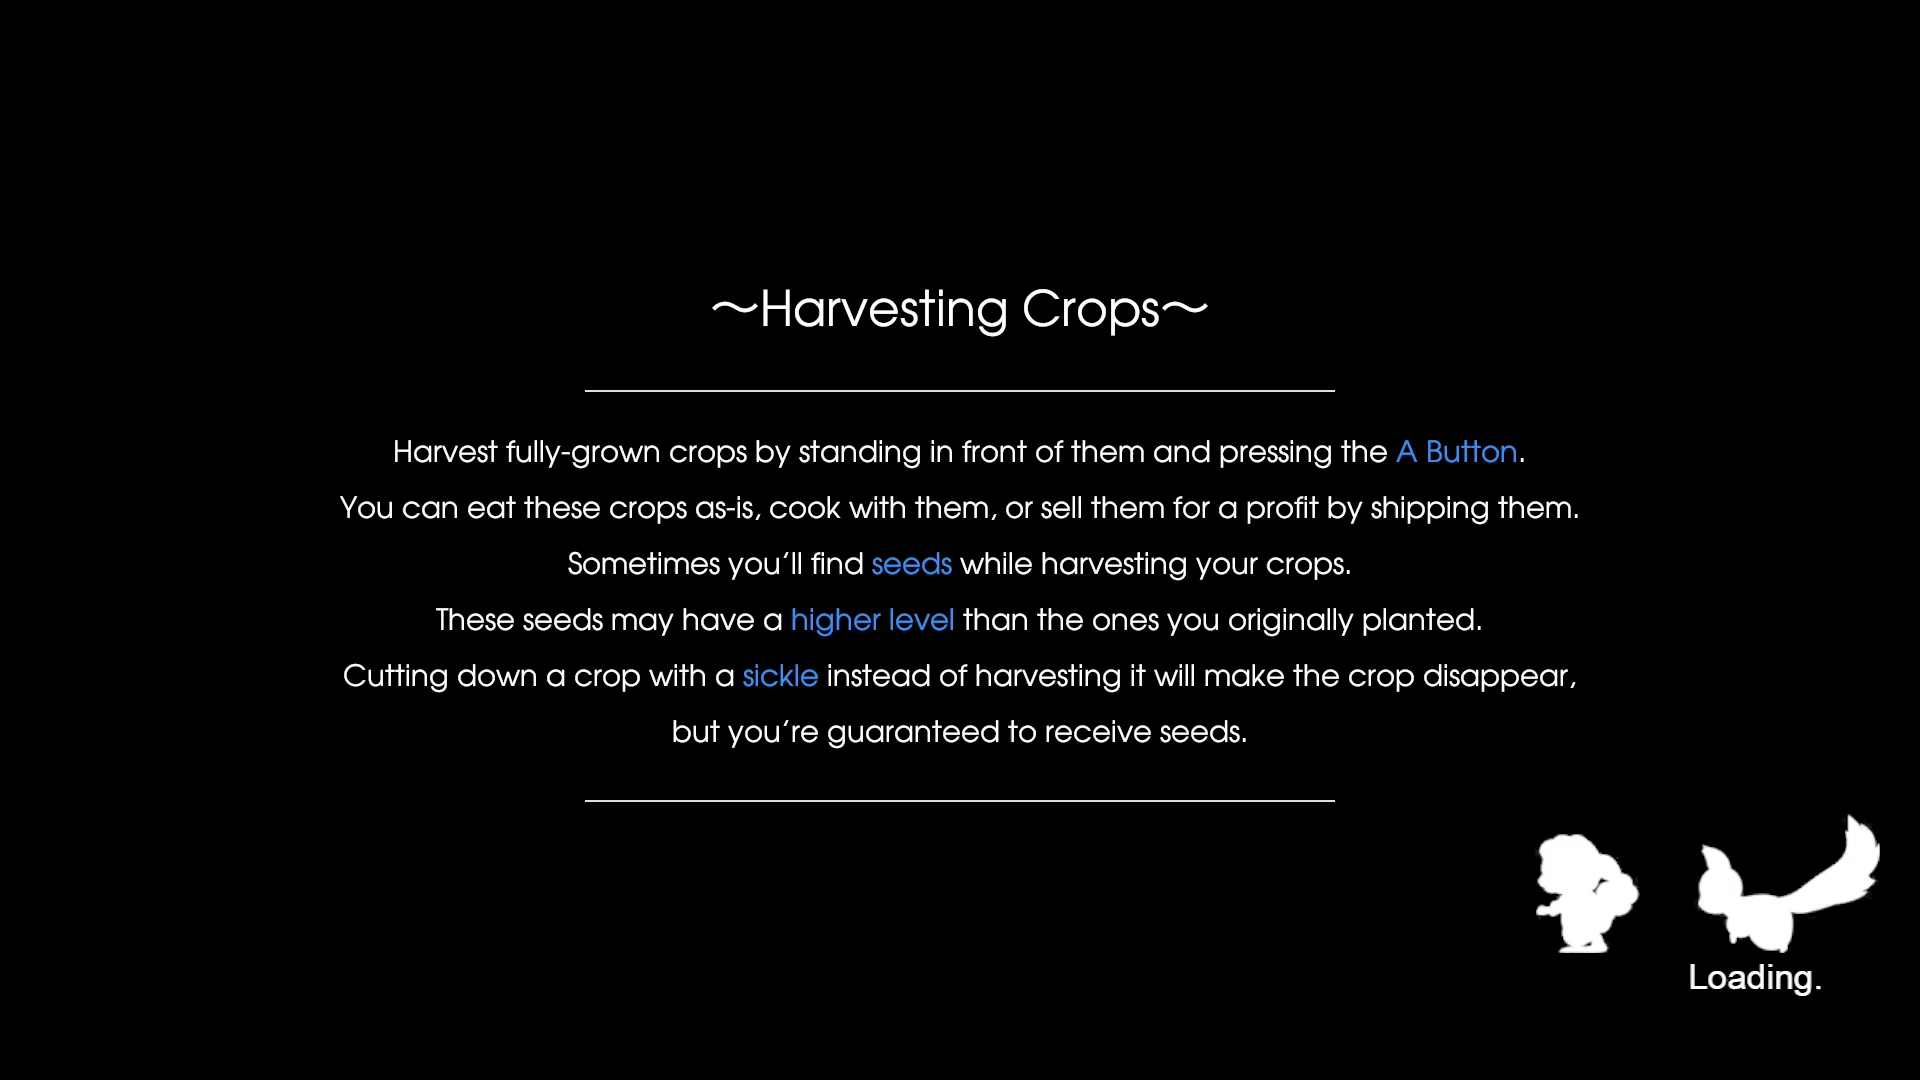 ～Harvesting Crops～
Harvest fully-grown crops by standing in front of them and pressing the A Button.
You can eat these crops as-is, cook with them, or sell them for a profit by shipping them.
Sometimes you’ll find seeds while harvesting your crops.
These seeds may have a higher level than the ones you originally planted.
Cutting down a crop with a sickle instead of harvesting it will make the crop disappear,
but you’re guaranteed to receive seeds.
Loading.